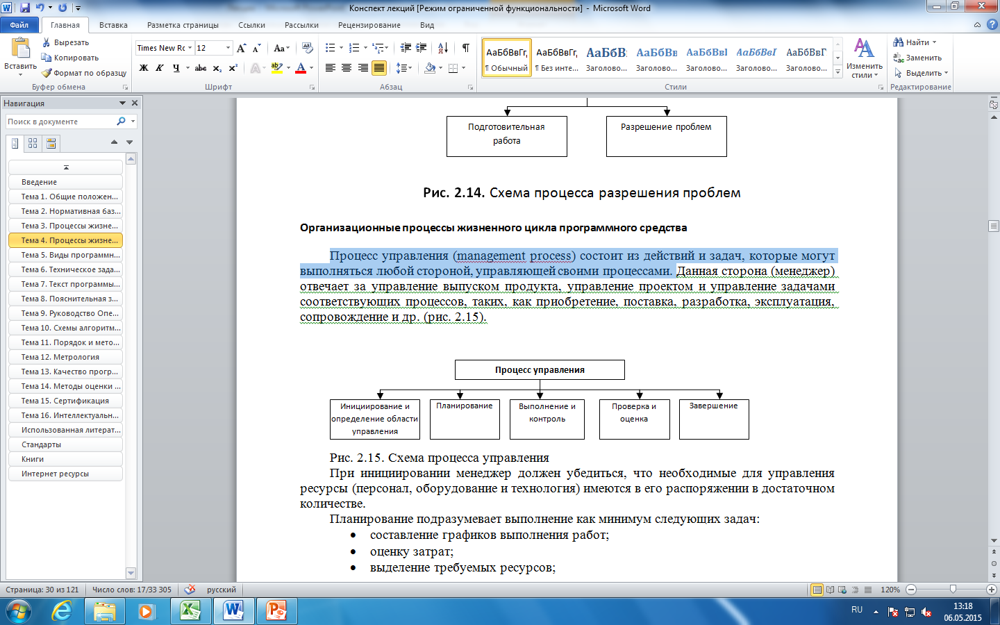 Конспект лекций [Режим ограниченной функциональности] - Microsoft Word
Файл Главная Вставка Разметка страницы Ссылки Рассылки Рецензирование Вид
Вставить
Вырезать
Копировать
Формат по образцу
Буфер обмена
Times New Rc 12
Ж К Ч abc x₂ x²
Шрифт
Абзац
АаБбВвГг, АаБбВвГг, АаБбВ АаБбВв АаБбВвІ АаБбВвІ АаБбВвГ
¶ Обычный ¶ Без инте... Заголово... Заголово... Заголово... Заголово... Заголово...
Стили
Изменить стили
Найти
Заменить
Выделить
Редактирование
Навигация
Поиск в документе
Введение
Тема 1. Общие положен...
Тема 2. Нормативная баз...
Тема 3. Процессы жизне...
Тема 4. Процессы жизне...
Тема 5. Виды программн...
Тема 6. Техническое зада...
Тема 7. Текст программы...
Тема 8. Пояснительная з...
Тема 9. Руководство Опе...
Тема 10. Схемы алгоритм...
Тема 11. Порядок и мето...
Тема 12. Метрология
Тема 13. Качество прогр...
Тема 14. Методы оценки ...
Тема 15. Сертификация
Тема 16. Интеллектуальн...
Использованная литерат...
Стандарты
Книги
Интернет ресурсы
Подготовительная
работа
Разрешение проблем
Рис. 2.14. Схема процесса разрешения проблем
Организационные процессы жизненного цикла программного средства
Процесс управления (management process) состоит из действий и задач, которые могут
выполняться любой стороной, управляющей своими процессами. Данная сторона (менеджер)
отвечает за управление выпуском продукта, управление проектом и управление задачами
соответствующих процессов, таких, как приобретение, поставка, разработка, эксплуатация,
сопровождение и др. (рис. 2.15).
Процесс управления
Инициирование и
определение области
управления
Планирование
Выполнение и
контроль
Проверка и
оценка
Завершение
Рис. 2.15. Схема процесса управления
При инициировании менеджер должен убедиться, что необходимые для управления
ресурсы (персонал, оборудование и технология) имеются в его распоряжении в достаточном
количестве.
Планирование подразумевает выполнение как минимум следующих задач:
• составление графиков выполнения работ;
• оценку затрат;
• выделение требуемых ресурсов;
Страница: 30 из 121 Число слов: 17/33 305 русский 120%
RU 13:18
06.05.2015